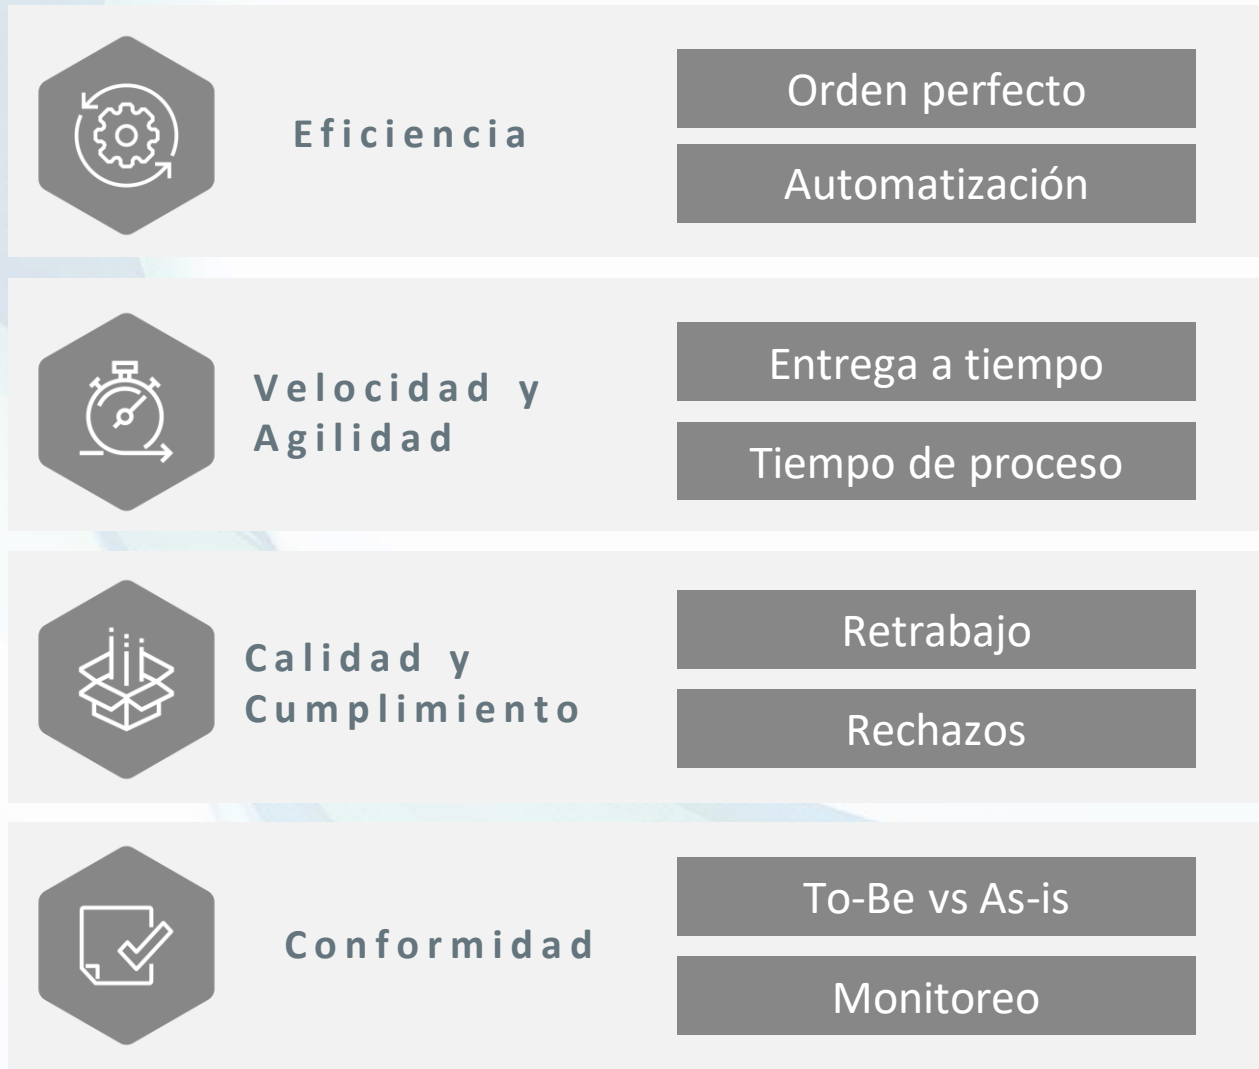 Eficiencia
Orden perfecto
Automatización
Velocidad y
Agilidad
Entrega a tiempo
Tiempo de proceso
Calidad y
Cumplimiento
Retrabajo
Rechazos
Conformidad
To-Be vs As-is
Monitoreo